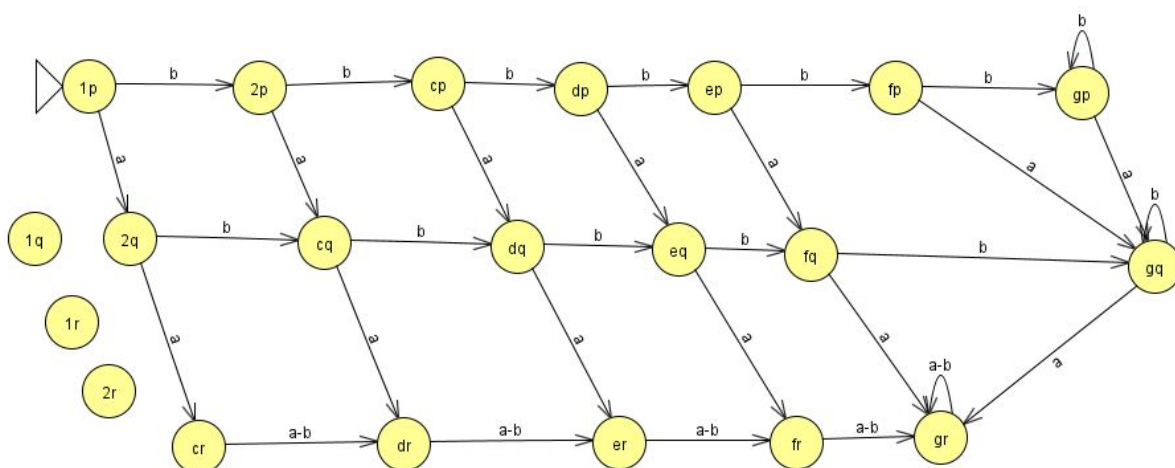 b
1p b 2p b cp b dp b ep b fp b gp
a a a a a a a
b
1q 2q b cq b dq b eq b fq b gq
1r
a a a a a a
2r
a-b
cr a-b dr a-b er a-b fr a-b gr